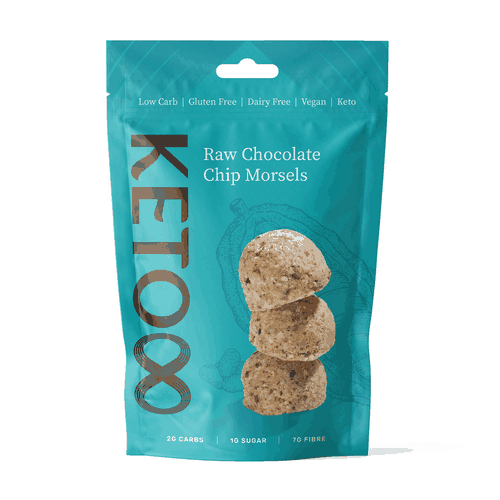 Low Carb | Gluten Free | Dairy Free | Vegan | Keto
KETO
Raw Chocolate
Chip Morsels
2G CARBS | 1G SUGAR | 7G FIBRE